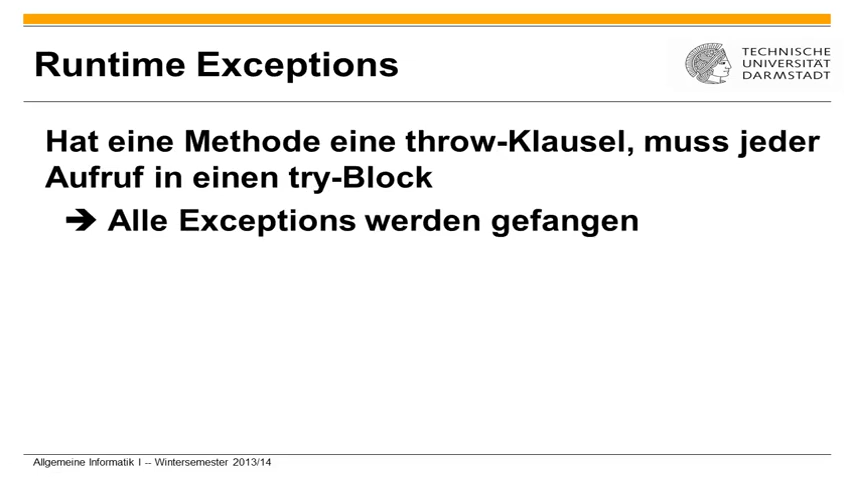 Runtime Exceptions
TECHNISCHE
UNIVERSITÄT
DARMSTADT
Hat eine Methode eine throw-Klausel, muss jeder
Aufruf in einen try-Block
➔ Alle Exceptions werden gefangen
Allgemeine Informatik I -- Wintersemester 2013/14